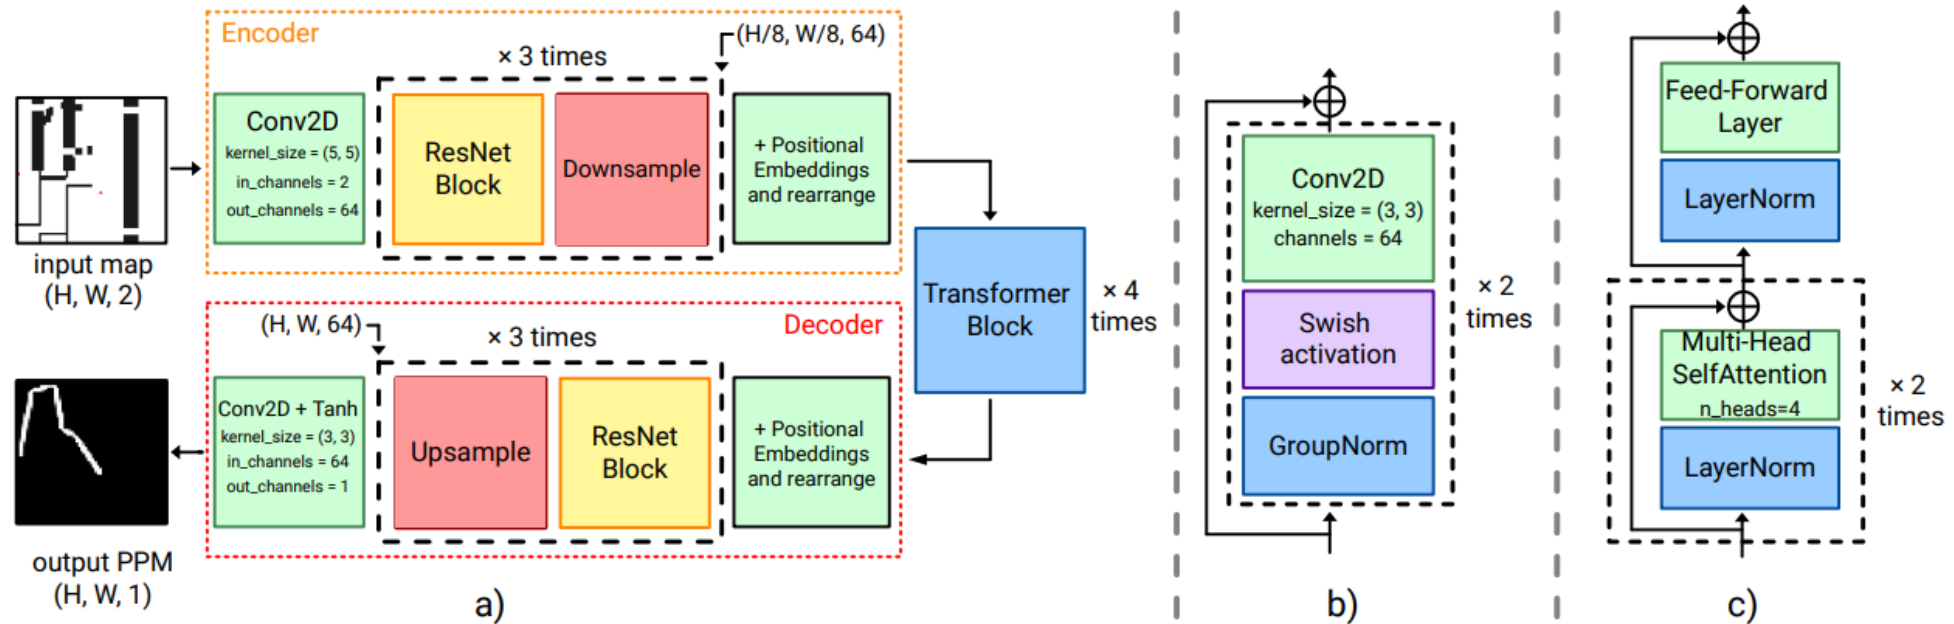 Encoder
× 3 times
(H/8, W/8, 64)
Conv2D
kernel_size = (5, 5)
in_channels = 2
out_channels = 64
ResNet
Block
Downsample
+ Positional
Embeddings
and rearrange
input map
(H, W, 2)
Transformer
Block
× 4
times
(H, W, 64)
× 3 times
Decoder
Conv2D + Tanh
kernel_size = (3, 3)
in_channels = 64
out_channels = 1
Upsample
ResNet
Block
+ Positional
Embeddings
and rearrange
output PPM
(H, W, 1)
a)
Conv2D
kernel_size = (3, 3)
channels = 64
Swish
activation
GroupNorm
× 2
times
b)
Feed-Forward
Layer
LayerNorm
Multi-Head
SelfAttention
n_heads=4
LayerNorm
× 2
times
c)